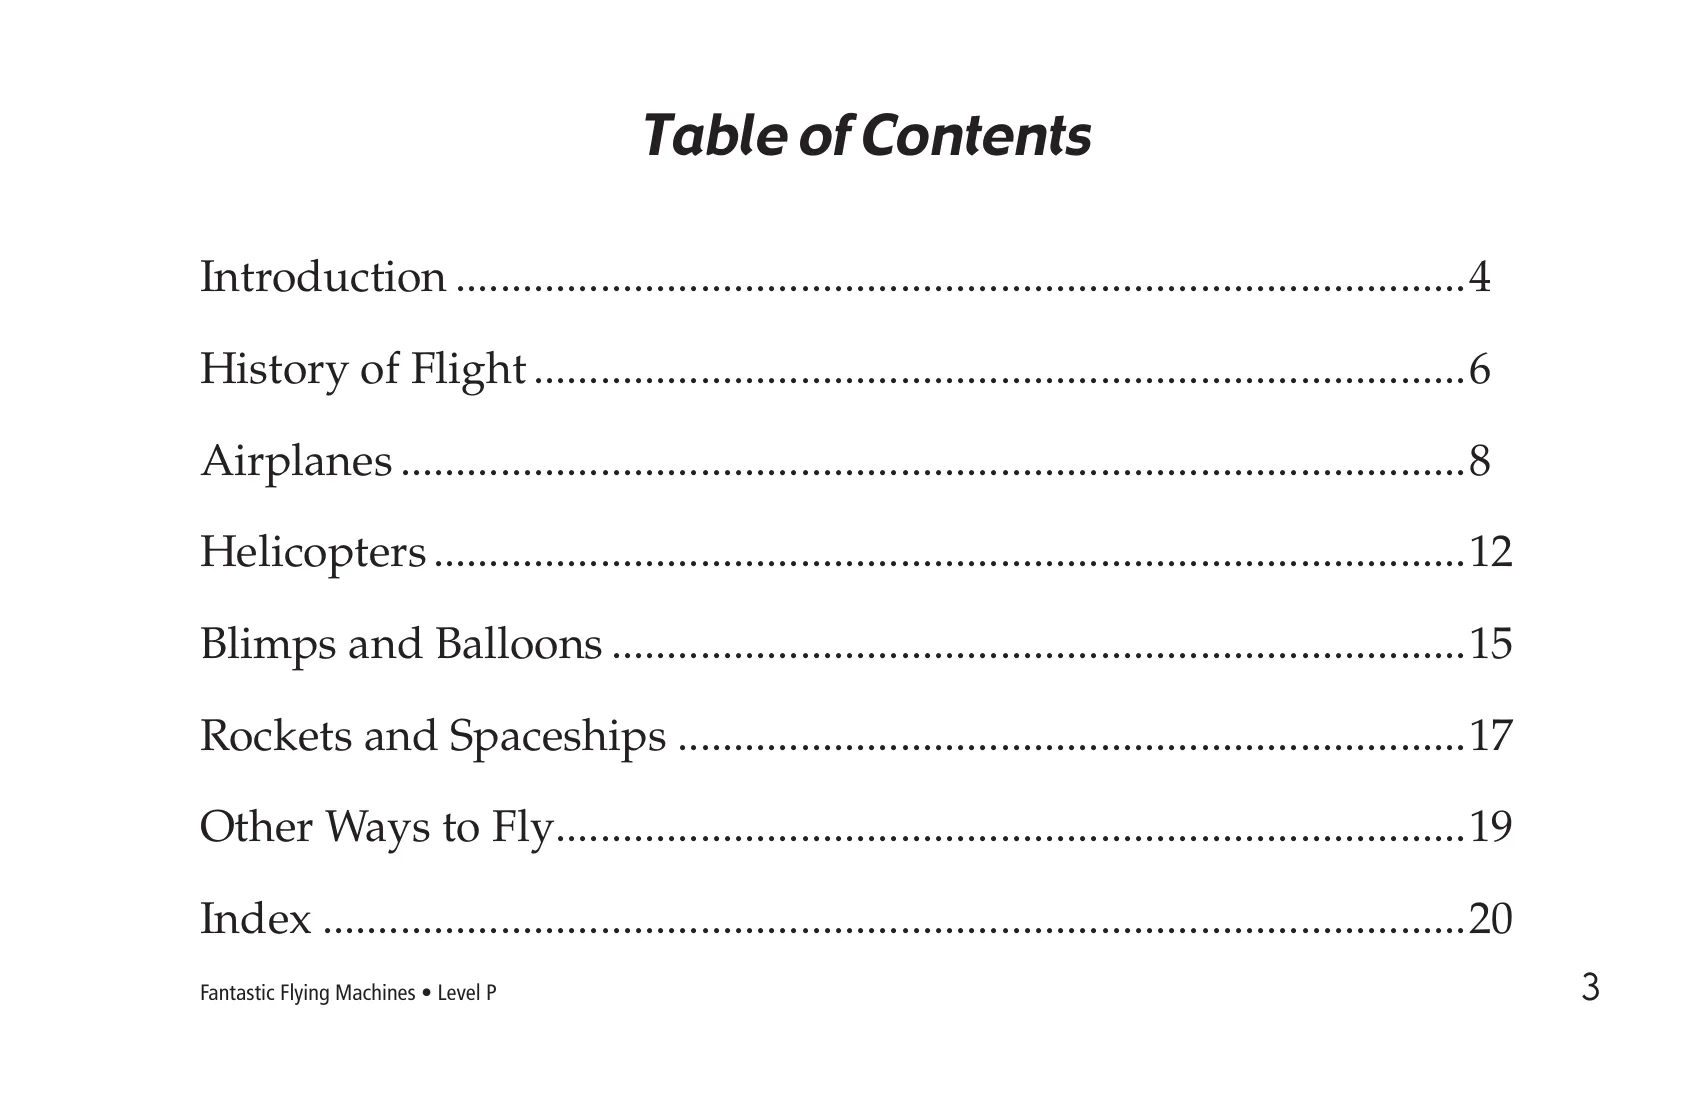 Table of Contents
Introduction ............................................................................................4
History of Flight.....................................................................................6
Airplanes .................................................................................................8
Helicopters..............................................................................................12
Blimps and Balloons ..............................................................................15
Rockets and Spaceships ........................................................................17
Other Ways to Fly...................................................................................19
Index ........................................................................................................20
Fantastic Flying Machines • Level P
3